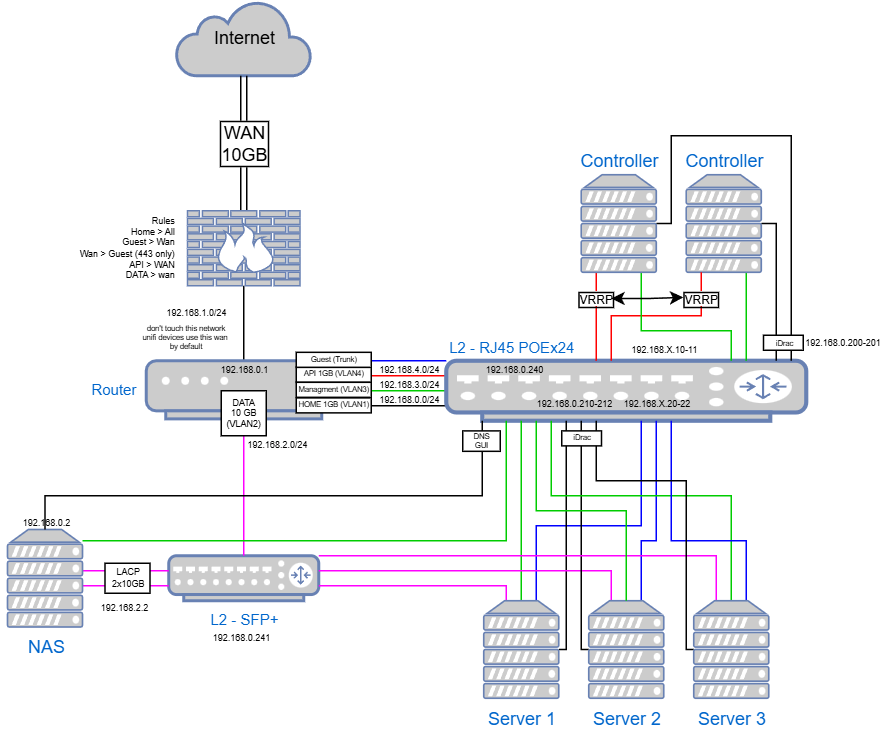 Internet
WAN
10GB
Rules
Home > All
Guest > Wan
Wan > Guest (443 only)
API > WAN
DATA > wan
192.168.1.0/24
don't touch this network
unifi devices use this wan
by default
Controller
Controller
VRRP
VRRP
iDrac
192.168.0.200-201
L2 - RJ45 POEx24
192.168.X.10-11
192.168.0.240
192.168.0.210-212
192.168.X.20-22
Router
192.168.0.1
Guest (Trunk)
API 1GB (VLAN4)
192.168.4.0/24
Managment (VLAN3)
192.168.3.0/24
HOME 1GB (VLAN1)
192.168.0.0/24
DATA
10 GB
(VLAN2)
192.168.2.0/24
DNS
GUI
iDrac
192.168.0.2
NAS
LACP
2x10GB
192.168.2.2
L2 - SFP+
192.168.0.241
Server 1
Server 2
Server 3